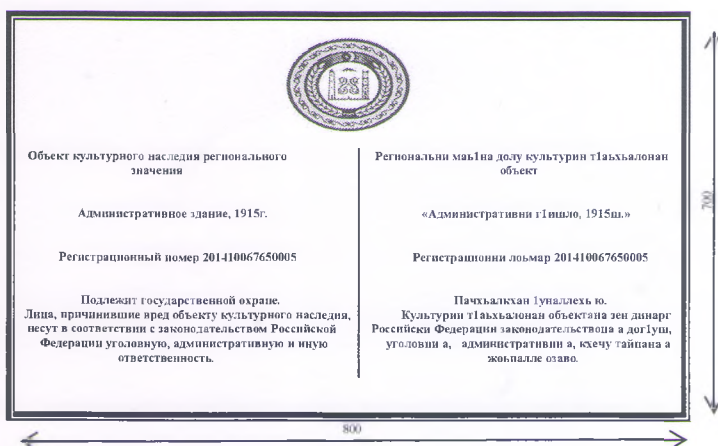 Объект культурного наследия регионального
значения
Административное здание, 1915г.
Регистрационный номер 201410067650005
Подлежит государственной охране.
Лица, причинившие вред объекту культурного наследия,
несут в соответствии с законодательством Российской
Федерации уголовную, административную и иную
ответственность.
Региональни маь1на долу культурин т1аьхьалонан
объект
«Административни г1ишло, 1915ш.»
Регистрационни лоьмар 201410067650005
Пачхьалкхан 1уналлехь ю.
Культурин т1аьхьалонан объектана зен динарг
Российски Федерации законодательствоца а дог1уш,
уголовни а, административни а, кхечу тайпана а
жоьпалле озаво.
700
800